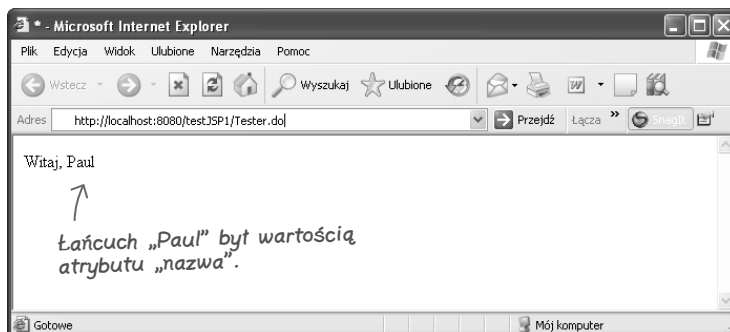 * - Microsoft Internet Explorer
Plik Edycja Widok Ulubione Narzędzia Pomoc
Wstecz Wyszukaj Ulubione
Adres http://localhost:8080/testJSP1/Tester.do Przejdź Łącza » SnagIt
Witaj, Paul
Łańcuch „Paul” był wartością
atrybutu „nazwa”.
Gotowe Mój komputer